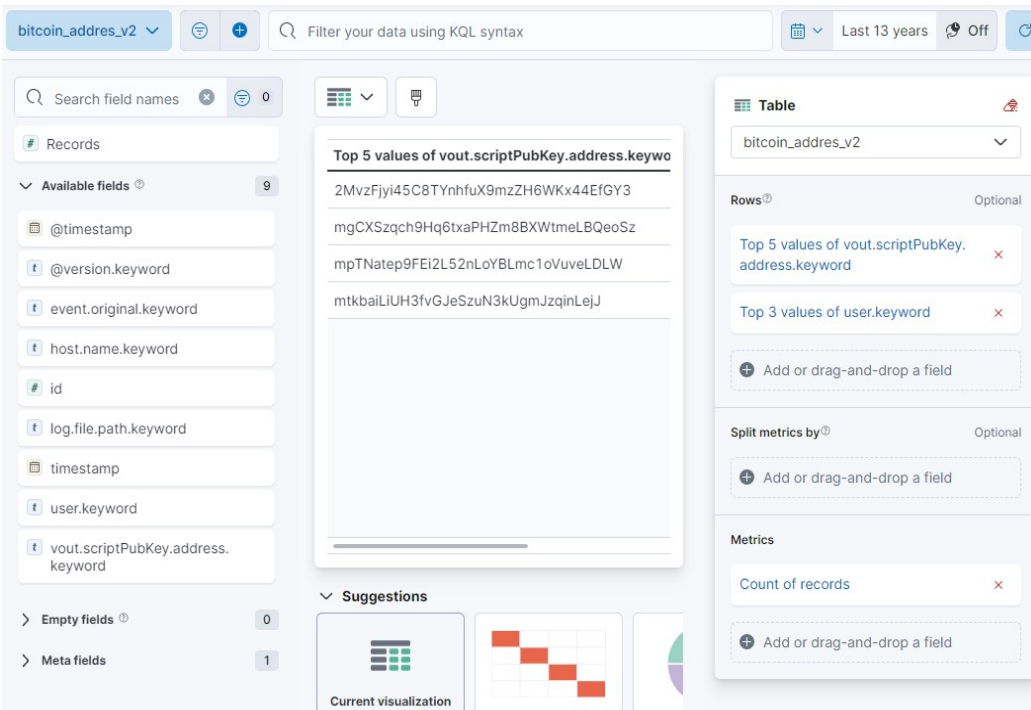 bitcoin_addres_v2
Filter your data using KQL syntax
Last 13 years
Off
Search field names
0
# Records
Available fields
9
@timestamp
t @version.keyword
t event.original.keyword
t host.name.keyword
# id
t log.file.path.keyword
timestamp
t user.keyword
t vout.scriptPubKey.address.
keyword
Empty fields
0
Meta fields
1
Top 5 values of vout.scriptPubKey.address.keywo
2MvzFjyi45C8TYnhfuX9mzZH6WKx44EfGY3
mgCXSzqch9Hq6txaPHZm8BXWtmeLBQeoSz
mpTNatep9FEi2L52nLoYBLmc1oVuveLDLW
mtkbaiLiUH3fvGJeSzuN3kUgmJzqinLejJ
Suggestions
Current visualization
Table
bitcoin_addres_v2
Rows
Optional
Top 5 values of vout.scriptPubKey.
address.keyword
Top 3 values of user.keyword
Add or drag-and-drop a field
Split metrics by
Optional
Add or drag-and-drop a field
Metrics
Count of records
Add or drag-and-drop a field